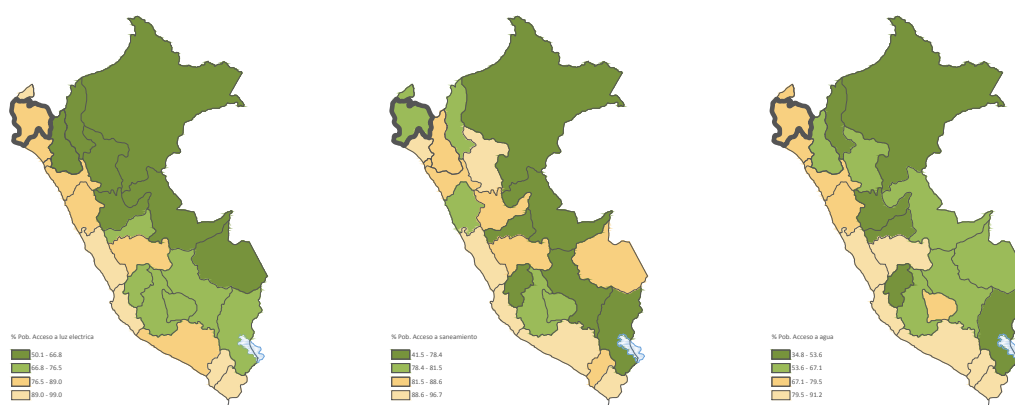 % Pob. Acceso a luz electrica
50.1 - 66.8
66.8 - 76.5
76.5 - 89.0
89.0 - 99.0
% Pob. Acceso a saneamiento
41.5 - 78.4
78.4 - 81.5
81.5 - 88.6
88.6 - 96.7
% Pob. Acceso a agua
34.8 - 53.6
53.6 - 67.1
67.1 - 79.5
79.5 - 91.2